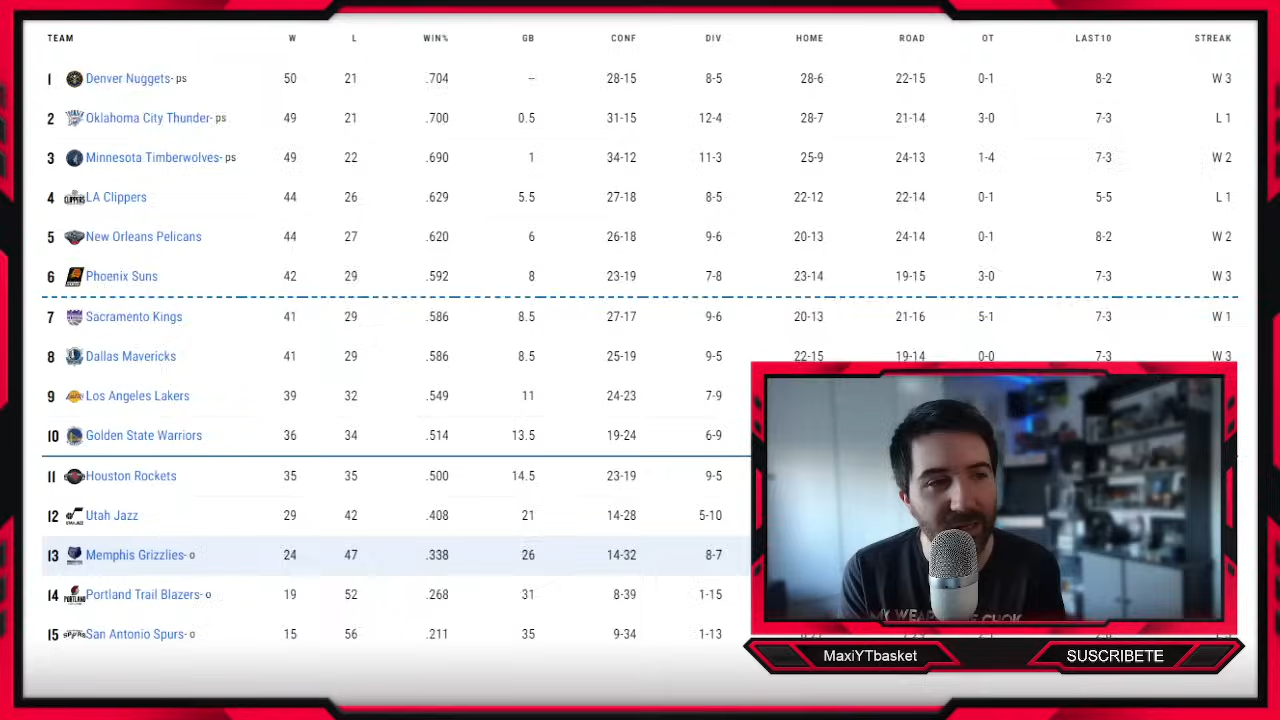 TEAM W L WIN% GB CONF DIV HOME ROAD OT LAST10 STREAK
1 Denver Nuggets- ps 50 21 .704 -- 28-15 8-5 28-6 22-15 0-1 8-2 W 3
2 Oklahoma City Thunder- ps 49 21 .700 0.5 31-15 12-4 28-7 21-14 3-0 7-3 L 1
3 Minnesota Timberwolves- ps 49 22 .690 1 34-12 11-3 25-9 24-13 1-4 7-3 W 2
4 LA Clippers 44 26 .629 5.5 27-18 8-5 22-12 22-14 0-1 5-5 L 1
5 New Orleans Pelicans 44 27 .620 6 26-18 9-6 20-13 24-14 0-1 8-2 W 2
6 Phoenix Suns 42 29 .592 8 23-19 7-8 23-14 19-15 3-0 7-3 W 3
7 Sacramento Kings 41 29 .586 8.5 27-17 9-6 20-13 21-16 5-1 7-3 W 1
8 Dallas Mavericks 41 29 .586 8.5 25-19 9-5 22-15 19-14 0-0 7-3 W 3
9 Los Angeles Lakers 39 32 .549 11 24-23 7-9
10 Golden State Warriors 36 34 .514 13.5 19-24 6-9
11 Houston Rockets 35 35 .500 14.5 23-19 9-5
12 Utah Jazz 29 42 .408 21 14-28 5-10
13 Memphis Grizzlies- o 24 47 .338 26 14-32 8-7
14 Portland Trail Blazers- o 19 52 .268 31 8-39 1-15
15 San Antonio Spurs- o 15 56 .211 35 9-34 1-13
MaxiYTbasket
SUSCRIBETE